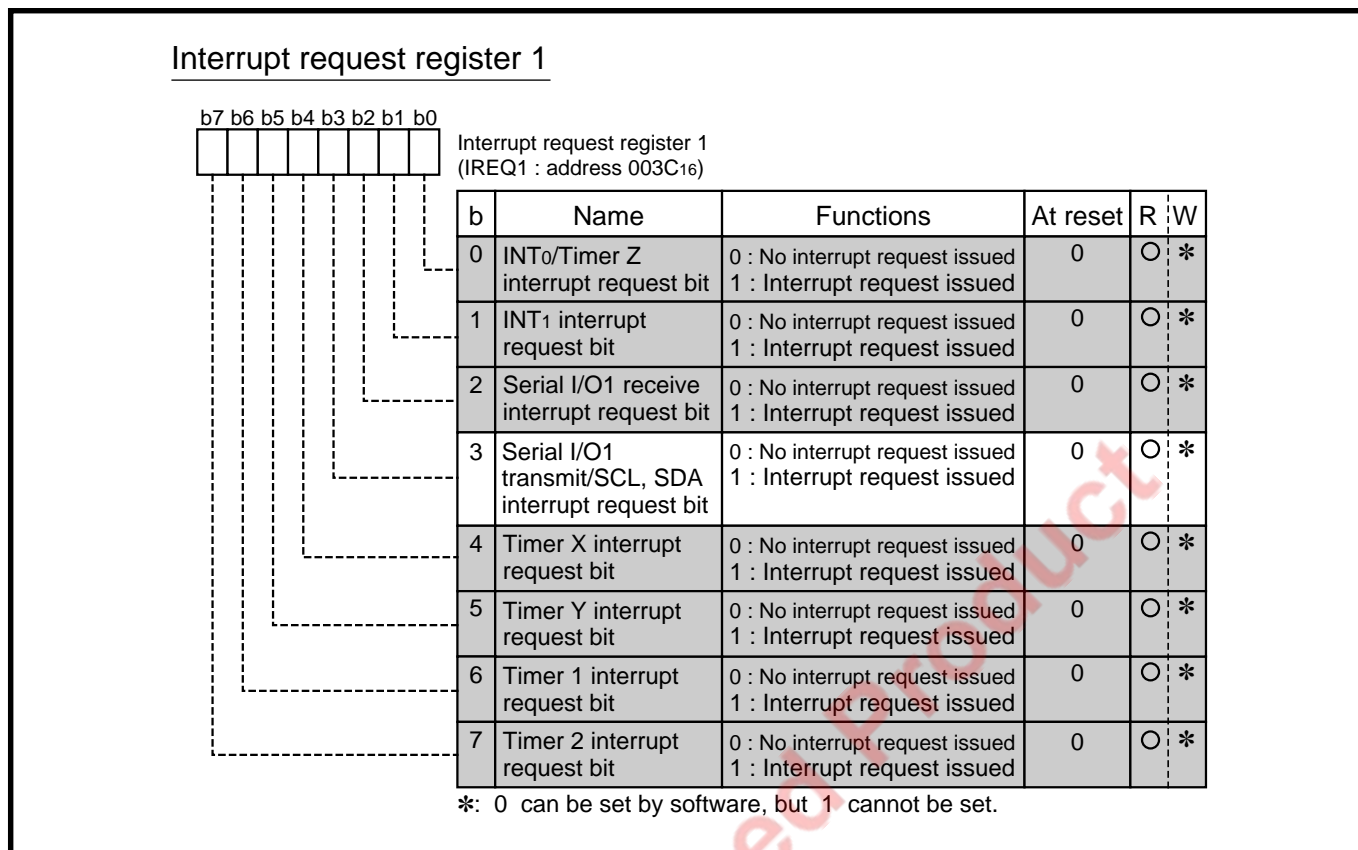 Interrupt request register 1
b7 b6 b5 b4 b3 b2 b1 b0
Interrupt request register 1
(IREQ1 : address 003C16)
b Name Functions At reset R W
0 INT0/Timer Z 0 : No interrupt request issued 0 O ✻
interrupt request bit 1 : Interrupt request issued
1 INT1 interrupt 0 : No interrupt request issued 0 O ✻
request bit 1 : Interrupt request issued
2 Serial I/O1 receive 0 : No interrupt request issued 0 O ✻
interrupt request bit 1 : Interrupt request issued
3 Serial I/O1 0 : No interrupt request issued 0 O ✻
transmit/SCL, SDA 1 : Interrupt request issued
interrupt request bit
4 Timer X interrupt 0 : No interrupt request issued 0 O ✻
request bit 1 : Interrupt request issued
5 Timer Y interrupt 0 : No interrupt request issued 0 O ✻
request bit 1 : Interrupt request issued
6 Timer 1 interrupt 0 : No interrupt request issued 0 O ✻
request bit 1 : Interrupt request issued
7 Timer 2 interrupt 0 : No interrupt request issued 0 O ✻
request bit 1 : Interrupt request issued
✻: 0 can be set by software, but 1 cannot be set.
ed Product